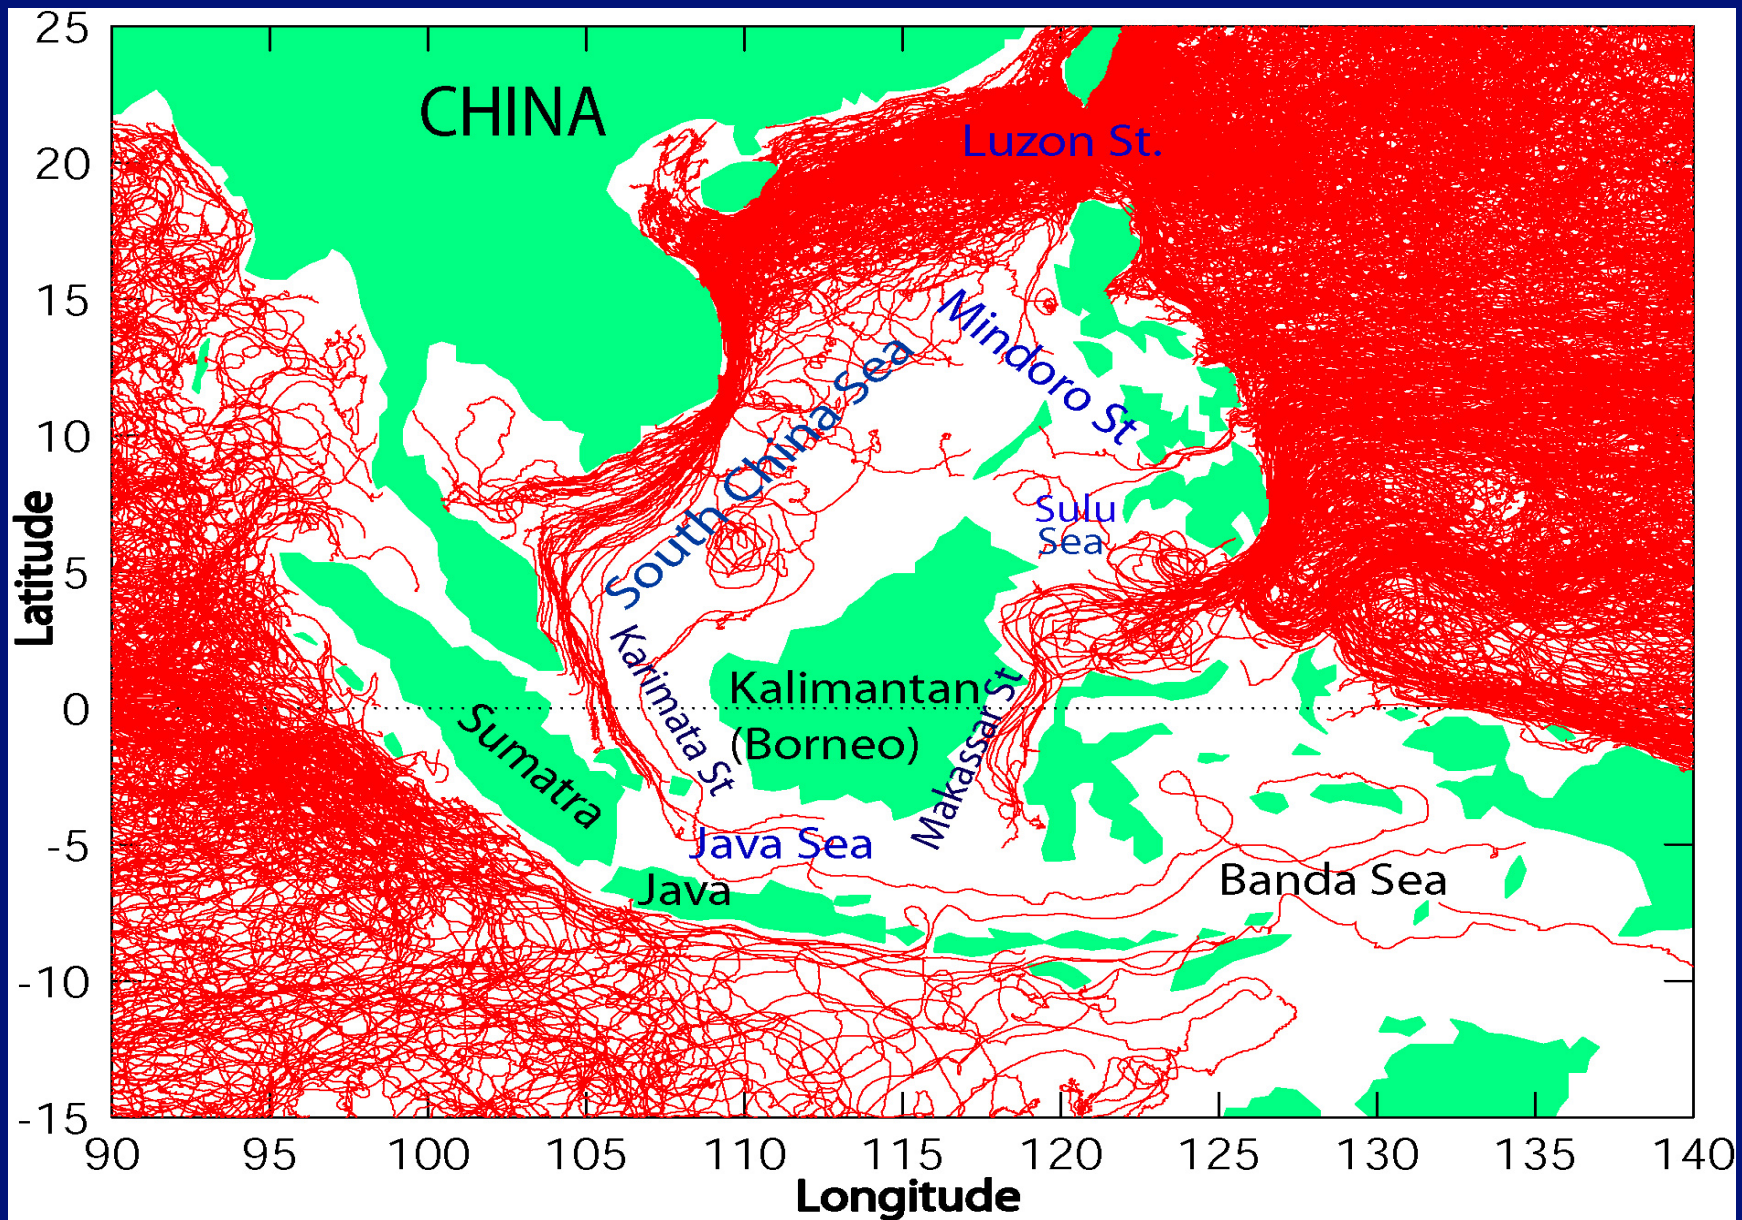 25
20
15
10
5
0
-5
-10
-15
Latitude
CHINA
Luzon St.
Mindoro St
South China Sea
Sulu
Sea
Karimata St
Kalimantan
(Borneo)
Makassar St
Sumatra
Java Sea
Java
Banda Sea
90 95 100 105 110 115 120 125 130 135 140
Longitude